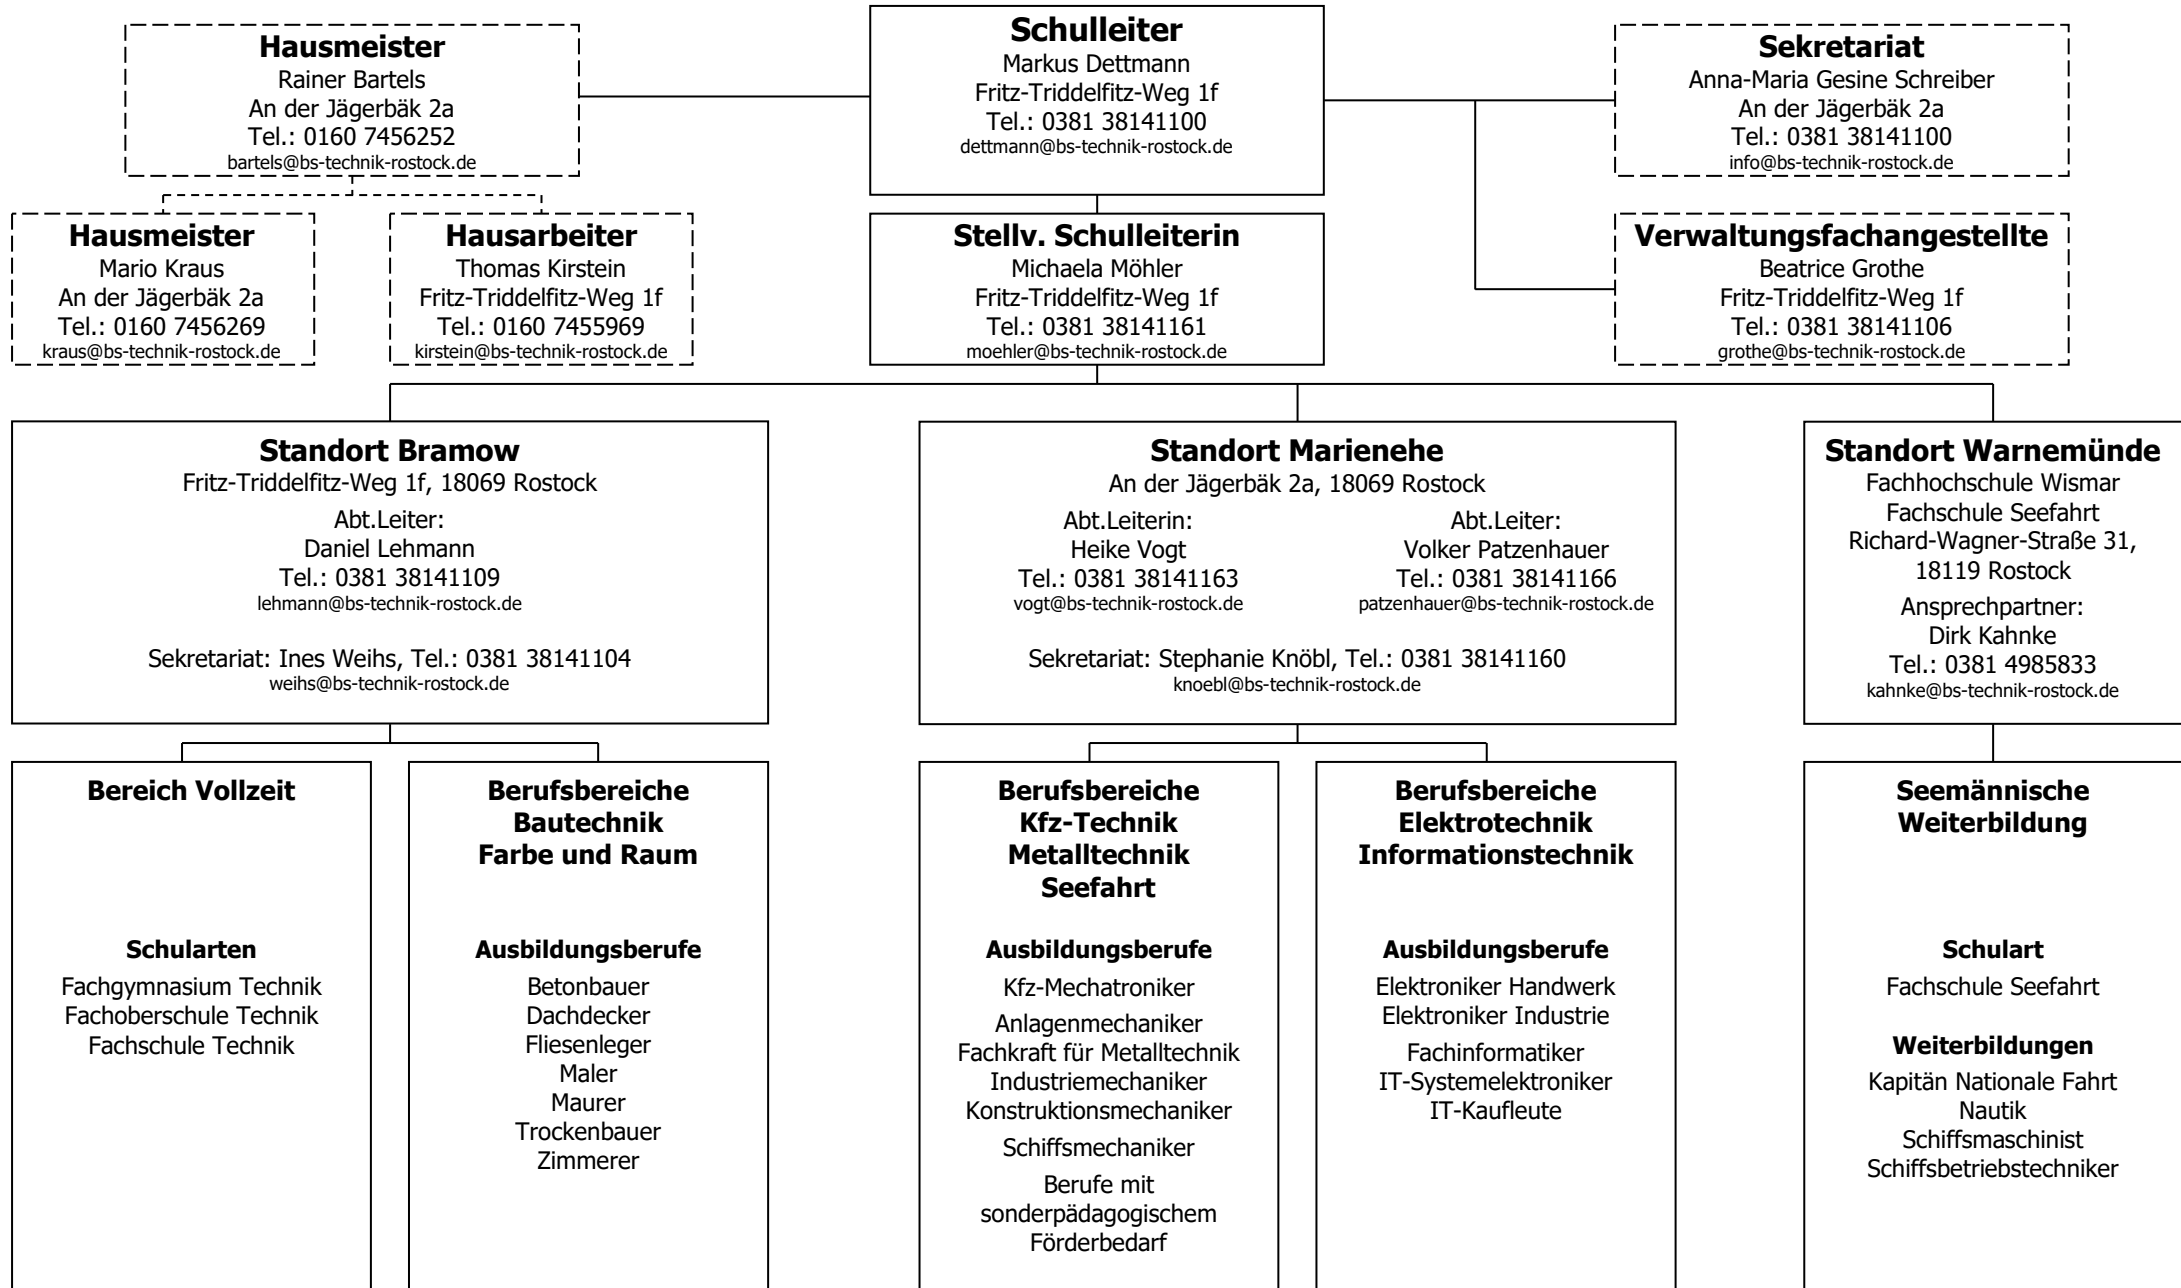 Hausmeister
Rainer Bartels
An der Jägerbäk 2a
Tel.: 0160 7456252
bartels@bs-technik-rostock.de
Schulleiter
Markus Dettmann
Fritz-Triddelfitz-Weg 1f
Tel.: 0381 38141100
dettmann@bs-technik-rostock.de
Sekretariat
Anna-Maria Gesine Schreiber
An der Jägerbäk 2a
Tel.: 0381 38141100
info@bs-technik-rostock.de
Hausmeister
Mario Kraus
An der Jägerbäk 2a
Tel.: 0160 7456269
kraus@bs-technik-rostock.de
Hausarbeiter
Thomas Kirstein
Fritz-Triddelfitz-Weg 1f
Tel.: 0160 7455969
kirstein@bs-technik-rostock.de
Stellv. Schulleiterin
Michaela Möhler
Fritz-Triddelfitz-Weg 1f
Tel.: 0381 38141161
moehler@bs-technik-rostock.de
Verwaltungsfachangestellte
Beatrice Grothe
Fritz-Triddelfitz-Weg 1f
Tel.: 0381 38141106
grothe@bs-technik-rostock.de
Standort Bramow
Fritz-Triddelfitz-Weg 1f, 18069 Rostock
Abt.Leiter:
Daniel Lehmann
Tel.: 0381 38141109
lehmann@bs-technik-rostock.de
Sekretariat: Ines Weihs, Tel.: 0381 38141104
weihs@bs-technik-rostock.de
Standort Marienehe
An der Jägerbäk 2a, 18069 Rostock
Abt.Leiterin:
Heike Vogt
Tel.: 0381 38141163
vogt@bs-technik-rostock.de
Abt.Leiter:
Volker Patzenhauer
Tel.: 0381 38141166
patzenhauer@bs-technik-rostock.de
Sekretariat: Stephanie Knöbl, Tel.: 0381 38141160
knoebl@bs-technik-rostock.de
Standort Warnemünde
Fachhochschule Wismar
Fachschule Seefahrt
Richard-Wagner-Straße 31,
18119 Rostock
Ansprechpartner:
Dirk Kahnke
Tel.: 0381 4985833
kahnke@bs-technik-rostock.de
Bereich Vollzeit
Schularten
Fachgymnasium Technik
Fachoberschule Technik
Fachschule Technik
Berufsbereiche
Bautechnik
Farbe und Raum
Ausbildungsberufe
Betonbauer
Dachdecker
Fliesenleger
Maler
Maurer
Trockenbauer
Zimmerer
Berufsbereiche
Kfz-Technik
Metalltechnik
Seefahrt
Ausbildungsberufe
Kfz-Mechatroniker
Anlagenmechaniker
Fachkraft für Metalltechnik
Industriemechaniker
Konstruktionsmechaniker
Schiffsmechaniker
Berufe mit
sonderpädagogischem
Förderbedarf
Berufsbereiche
Elektrotechnik
Informationstechnik
Ausbildungsberufe
Elektroniker Handwerk
Elektroniker Industrie
Fachinformatiker
IT-Systemelektroniker
IT-Kaufleute
Seemännische
Weiterbildung
Schulart
Fachschule Seefahrt
Weiterbildungen
Kapitän Nationale Fahrt
Nautik
Schiffsmaschinist
Schiffsbetriebstechniker